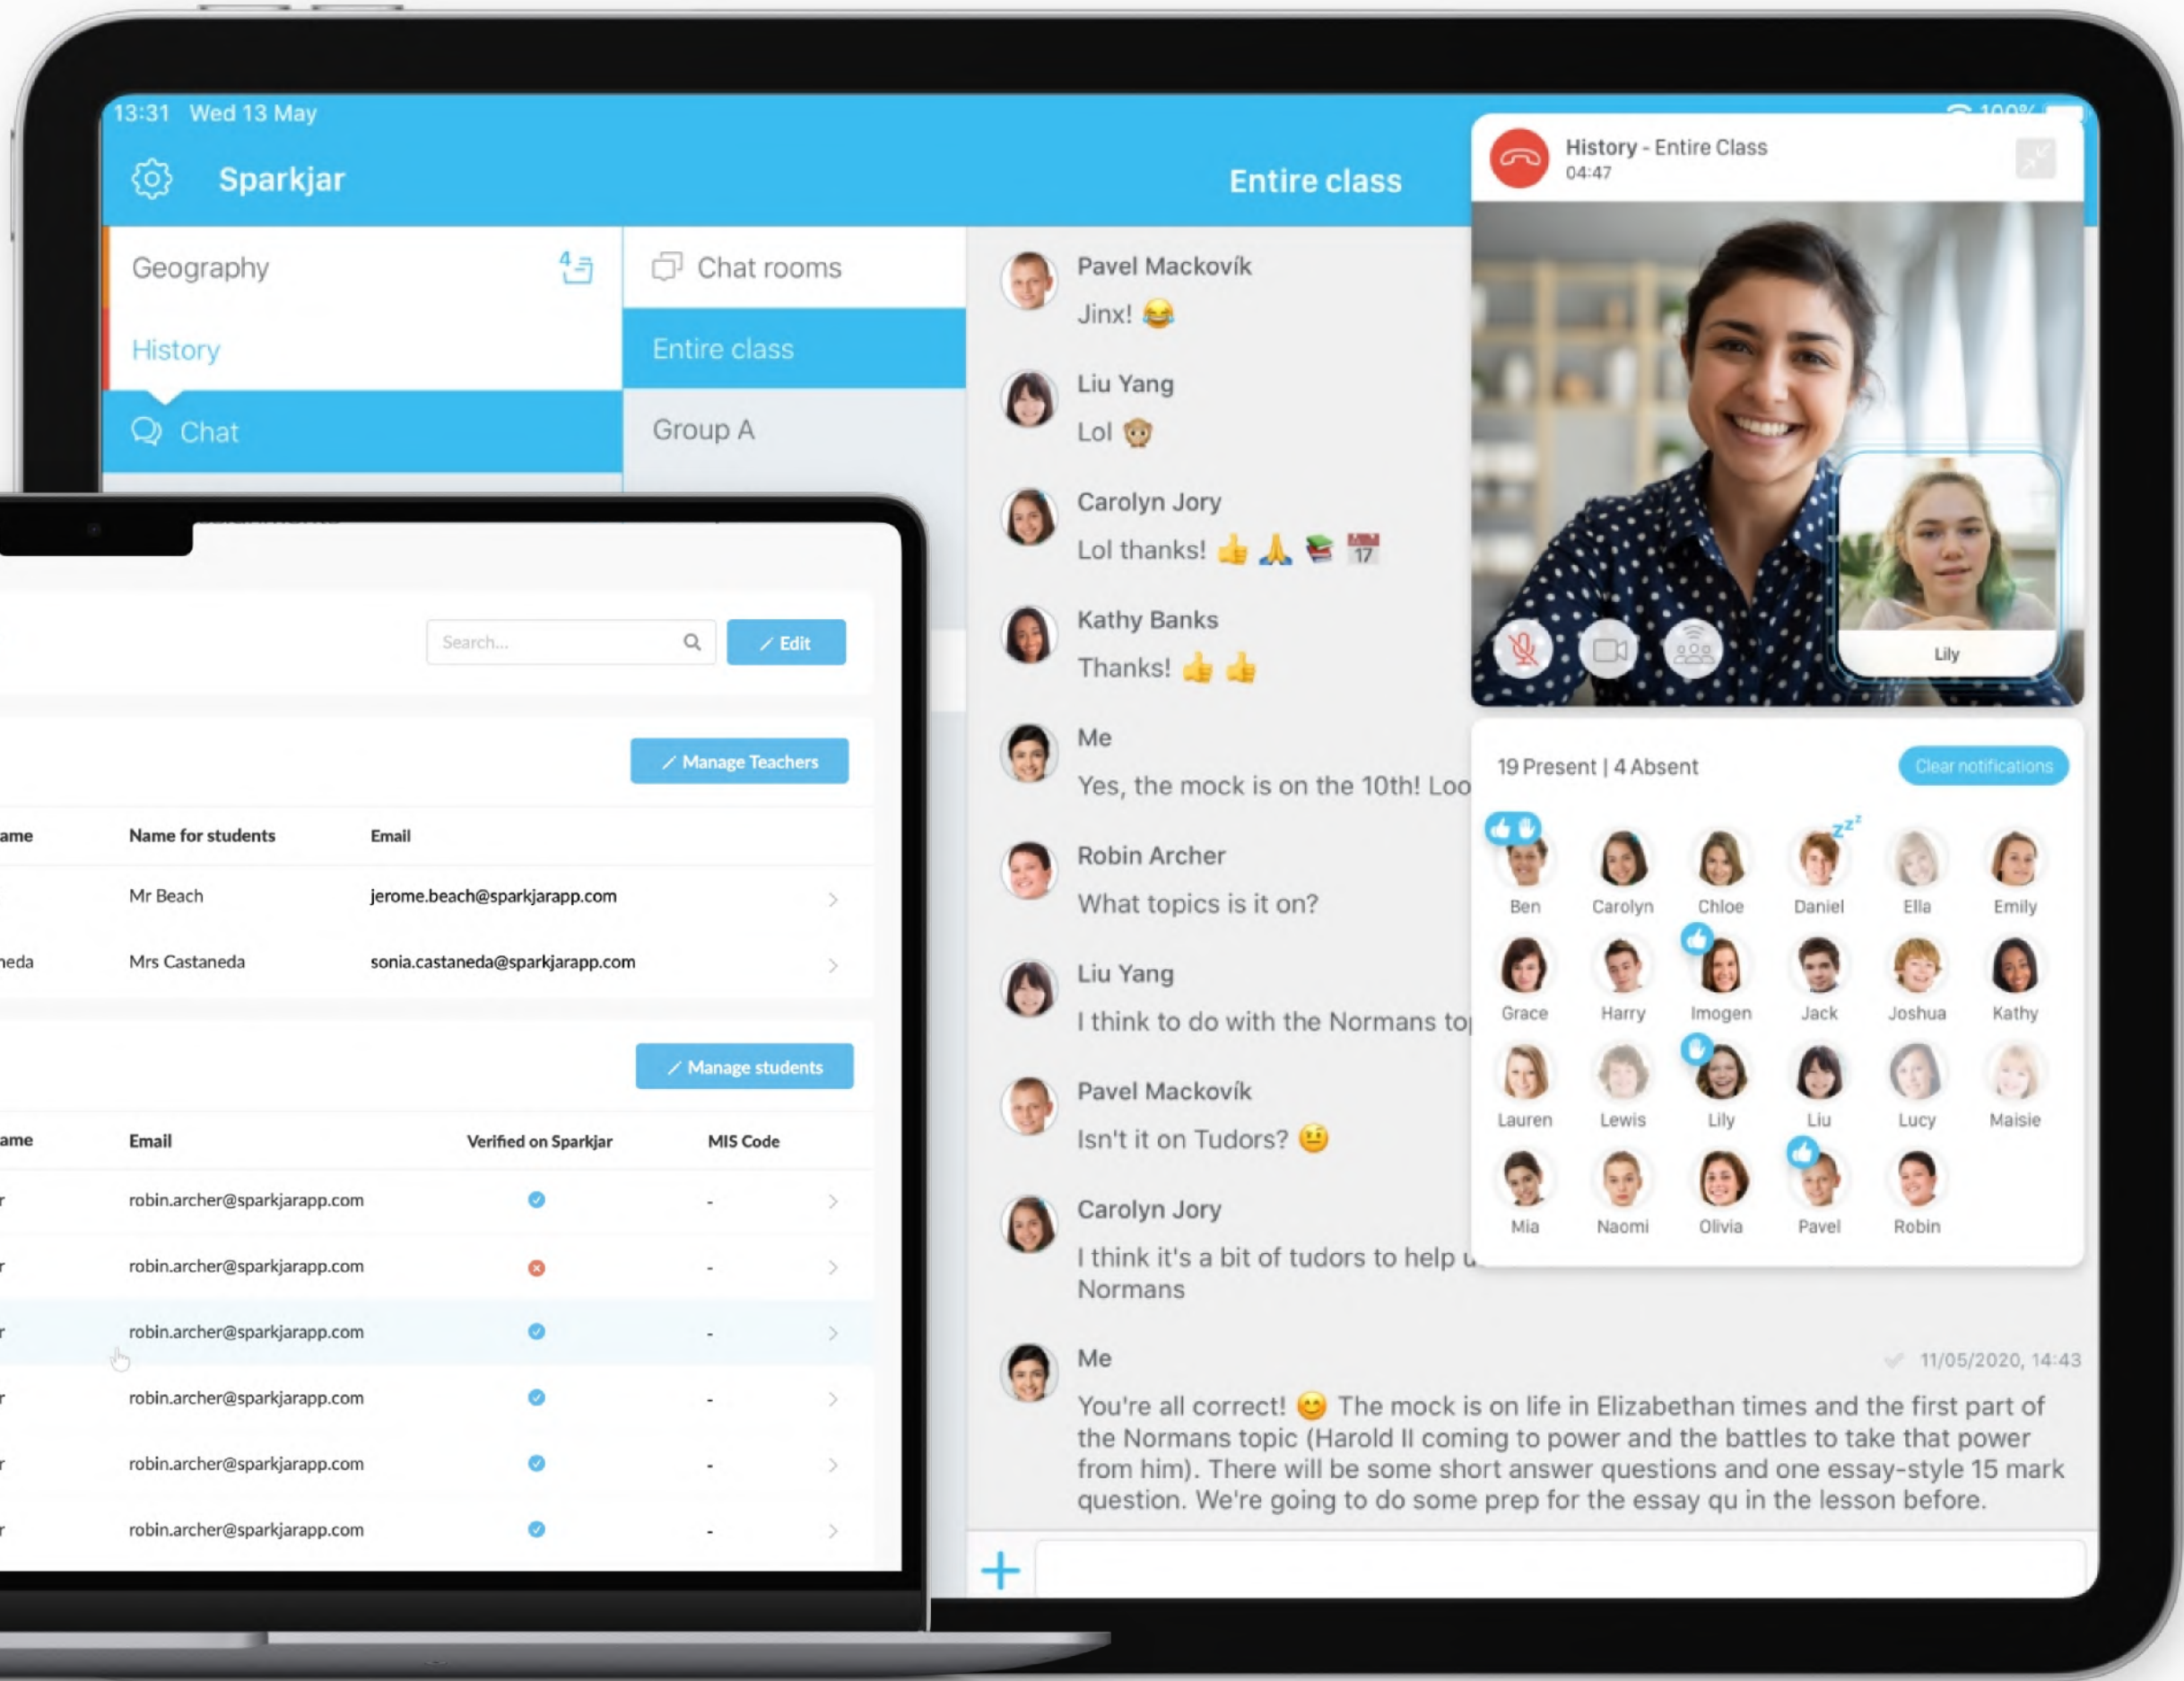 13:31 Wed 13 May
100%
Sparkjar
Entire class
Geography
4
History
Chat
Chat rooms
Entire class
Group A
Pavel Mackovík
Jinx! 😂
Liu Yang
Lol 🙊
Carolyn Jory
Lol thanks! 👍 🙏 📚 📅
17
Kathy Banks
Thanks! 👍 👍
Me
Yes, the mock is on the 10th!
Robin Archer
What topics is it on?
Liu Yang
I think to do with the Normans
Pavel Mackovík
Isn't it on Tudors? 🤨
Carolyn Jory
I think it's a bit of tudors to help
Normans
Me
11/05/2020, 14:43
You're all correct! 😊 The mock is on life in Elizabethan times and the first part of
the Normans topic (Harold II coming to power and the battles to take that power
from him). There will be some short answer questions and one essay-style 15 mark
question. We're going to do some prep for the essay qu in the lesson before.
History - Entire Class
04:47
Lily
19 Present | 4 Absent
Clear notifications
zzz
Ben Carolyn Chloe Daniel Ella Emily
Grace Harry Imogen Jack Joshua Kathy
Lauren Lewis Lily Liu Lucy Maisie
Mia Naomi Olivia Pavel Robin
Search...
Edit
Manage Teachers
ame Name for students Email
Mr Beach jerome.beach@sparkjarapp.com
neda Mrs Castaneda sonia.castaneda@sparkjarapp.com
Manage students
ame Email Verified on Sparkjar MIS Code
r robin.archer@sparkjarapp.com -
r robin.archer@sparkjarapp.com -
r robin.archer@sparkjarapp.com -
r robin.archer@sparkjarapp.com -
r robin.archer@sparkjarapp.com -
r robin.archer@sparkjarapp.com -